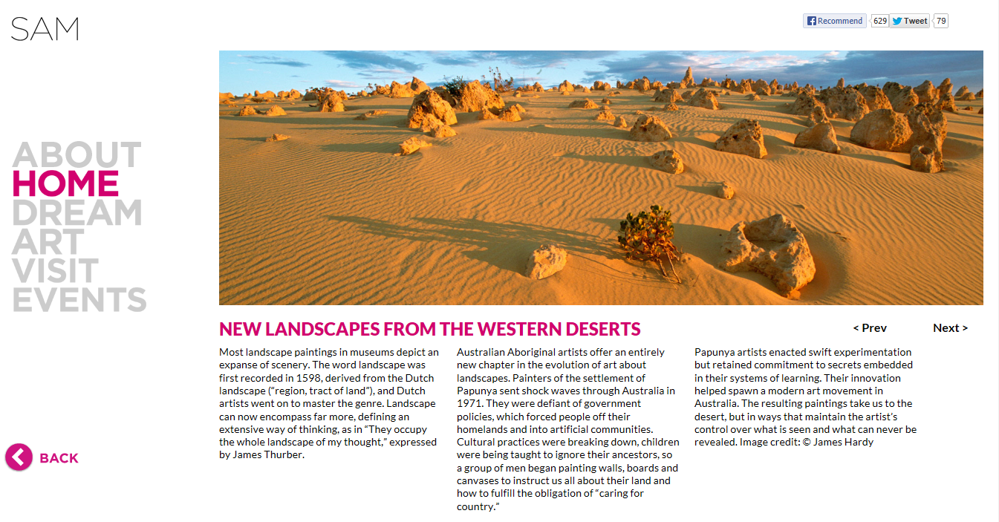 SAM
Recommend 629 Tweet 79
ABOUT
HOME
DREAM
ART
VISIT
EVENTS
BACK
NEW LANDSCAPES FROM THE WESTERN DESERTS
< Prev Next >
Most landscape paintings in museums depict an
expanse of scenery. The word landscape was
first recorded in 1598, derived from the Dutch
landscape (“region, tract of land”), and Dutch
artists went on to master the genre. Landscape
can now encompass far more, defining an
extensive way of thinking, as in “They occupy
the whole landscape of my thought,” expressed
by James Thurber.
Australian Aboriginal artists offer an entirely
new chapter in the evolution of art about
landscapes. Painters of the settlement of
Papunya sent shock waves through Australia in
1971. They were defiant of government
policies, which forced people off their
homelands and into artificial communities.
Cultural practices were breaking down, children
were being taught to ignore their ancestors, so
a group of men began painting walls, boards and
canvases to instruct us all about their land and
how to fulfill the obligation of “caring for
country.”
Papunya artists enacted swift experimentation
but retained commitment to secrets embedded
in their systems of learning. Their innovation
helped spawn a modern art movement in
Australia. The resulting paintings take us to the
desert, but in ways that maintain the artist’s
control over what is seen and what can never be
revealed. Image credit: © James Hardy